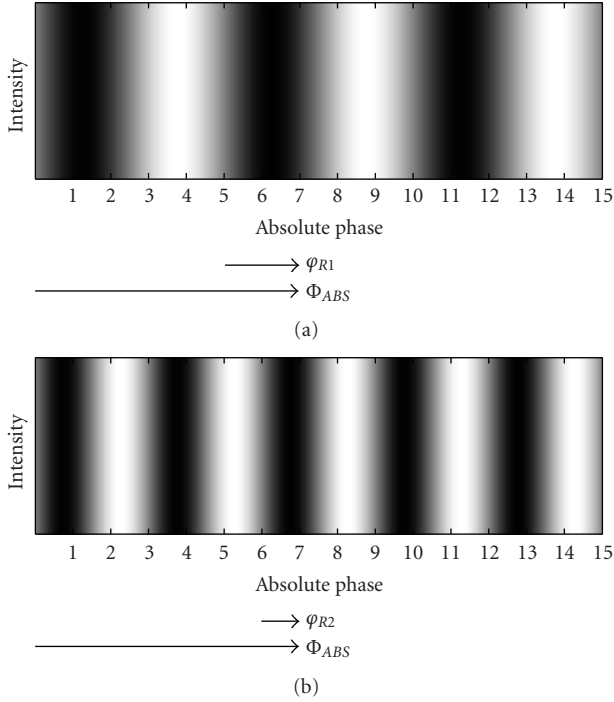 Intensity
1 2 3 4 5 6 7 8 9 10 11 12 13 14 15
Absolute phase
φR1
ΦABS
(a)
Intensity
1 2 3 4 5 6 7 8 9 10 11 12 13 14 15
Absolute phase
φR2
ΦABS
(b)